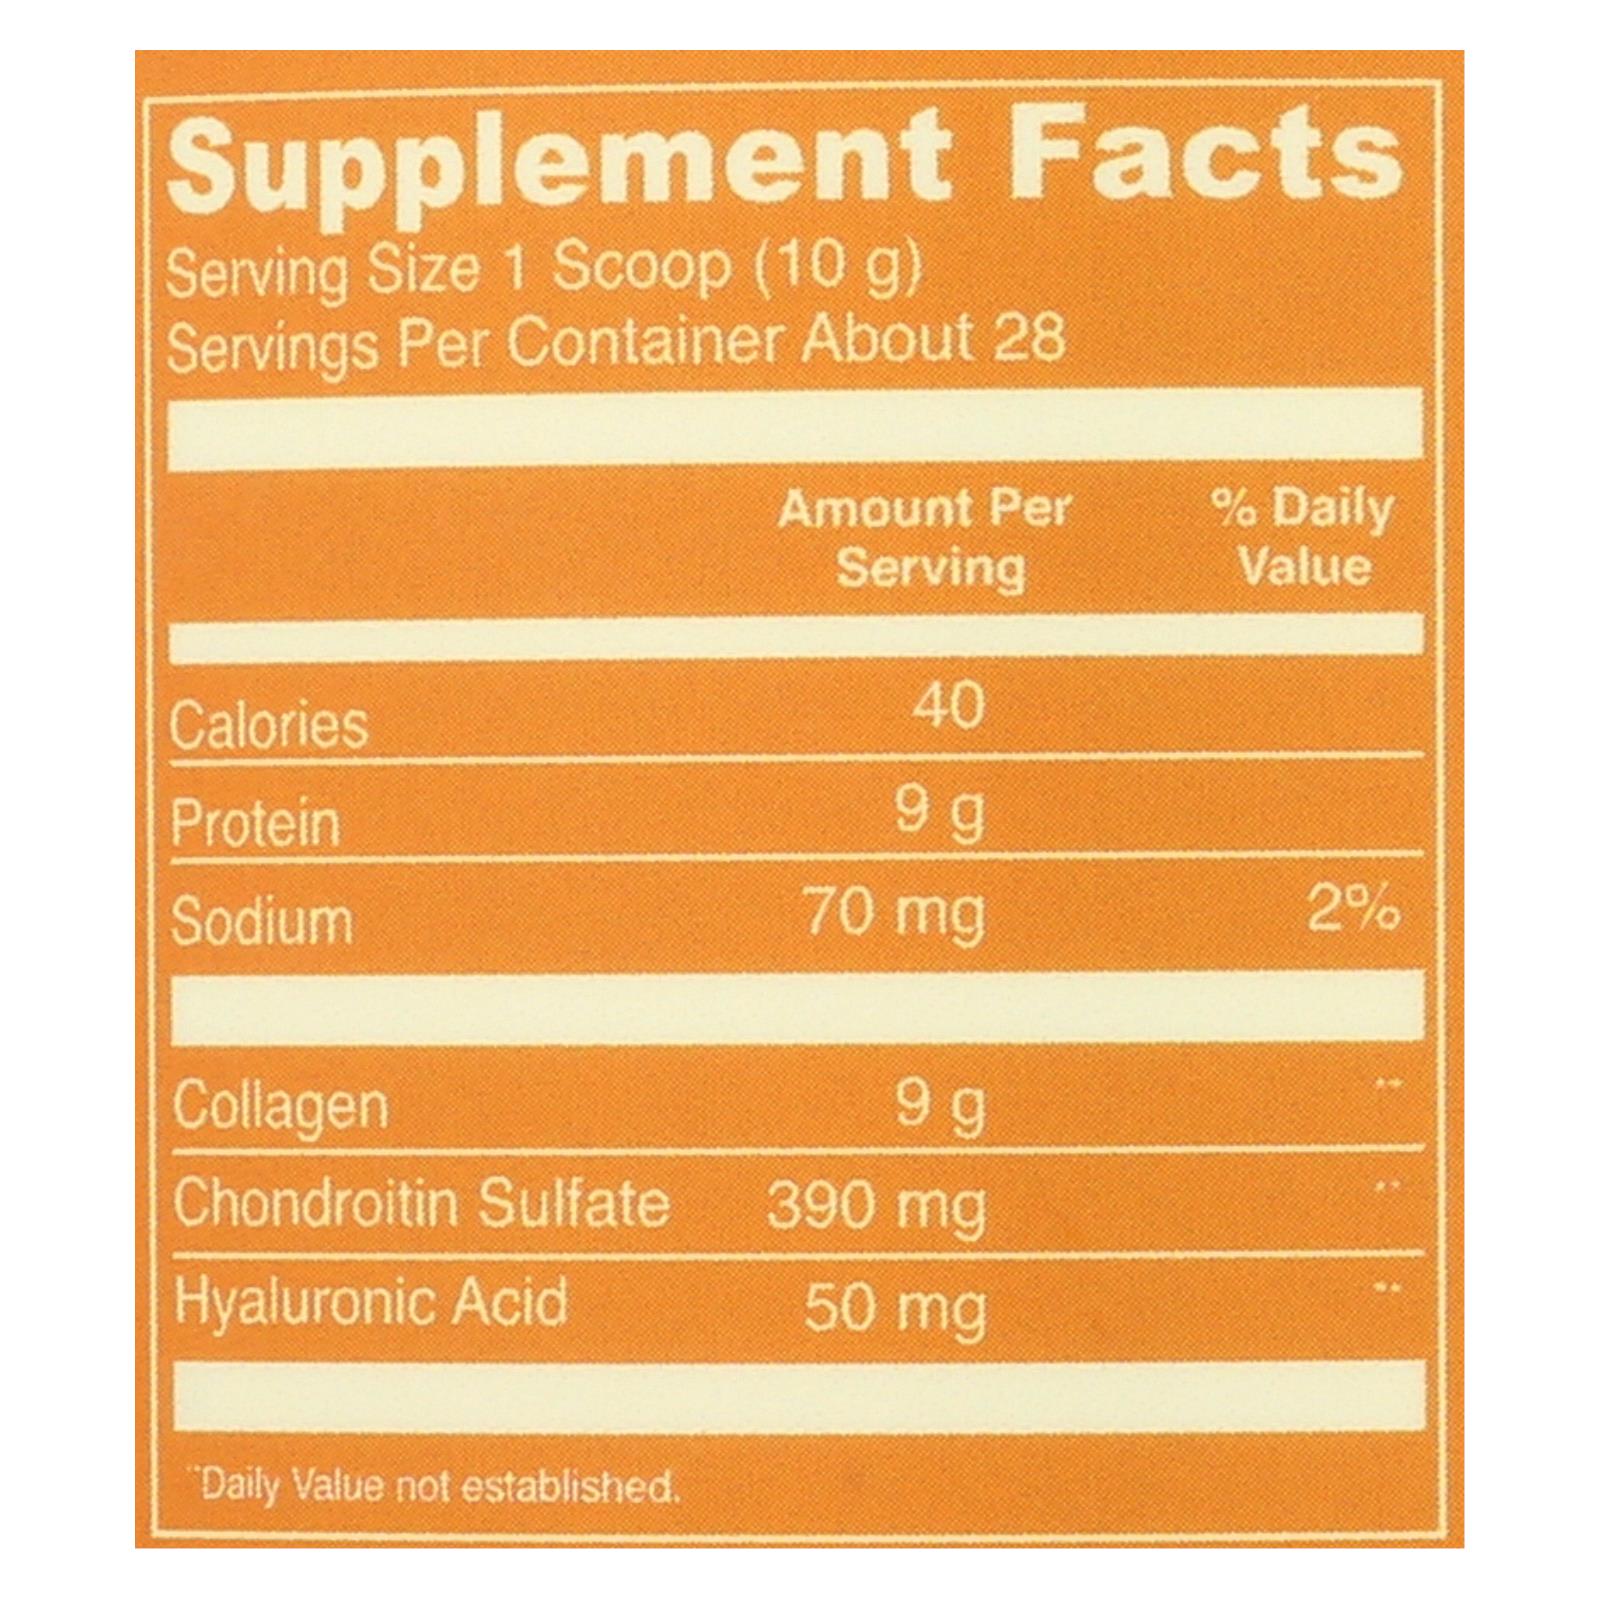 Supplement Facts
Serving Size 1 Scoop (10 g)
Servings Per Container About 28
Amount Per % Daily
Serving Value
Calories 40
Protein 9 g
Sodium 70 mg 2%
Collagen 9 g **
Chondroitin Sulfate 390 mg **
Hyaluronic Acid 50 mg **
**Daily Value not established.